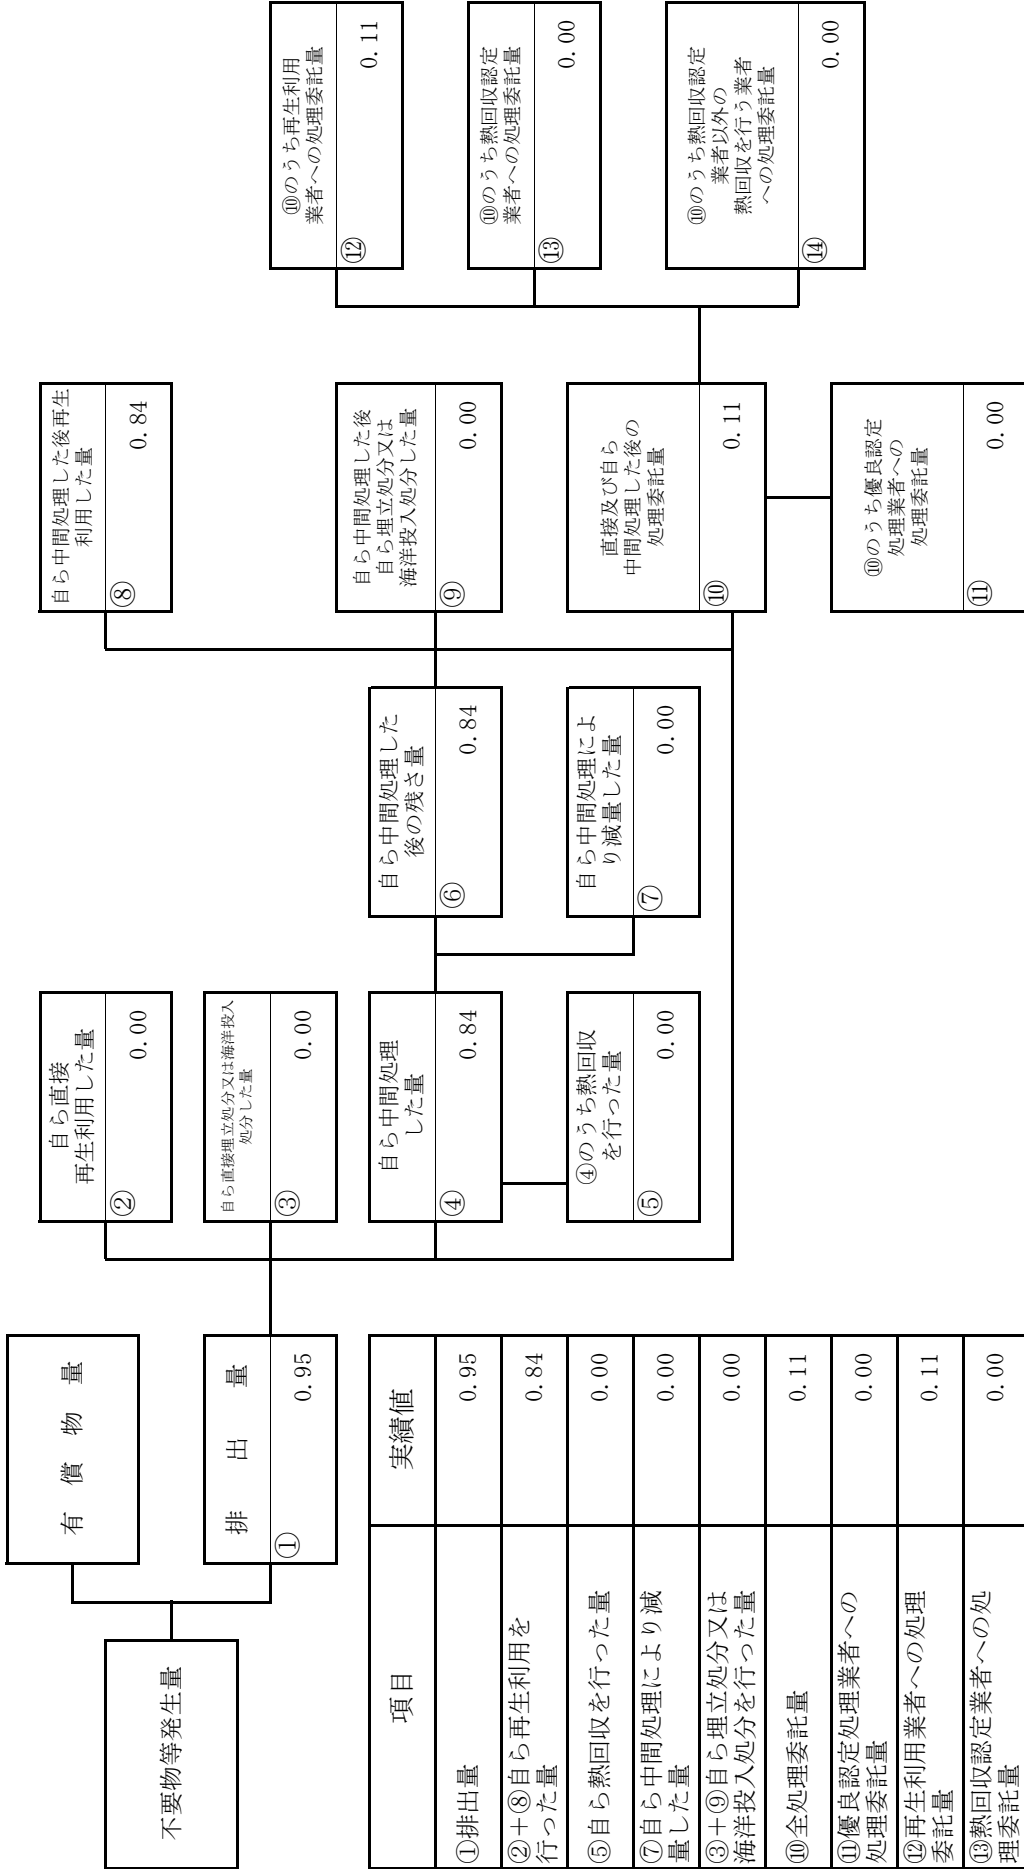 不要物等発生量
有償物量
排出量
①
0.95
自ら直接
再生利用した量
②
0.00
自ら直接埋立処分又は海洋投入
処分した量
③
0.00
自ら中間処理
した量
④
0.84
④のうち熱回収
を行った量
⑤
0.00
自ら中間処理した
後の残さ量
⑥
0.84
自ら中間処理によ
り減量した量
⑦
0.00
自ら中間処理した後再生
利用した量
⑧
0.84
自ら中間処理した後
自ら埋立処分又は
海洋投入処分した量
⑨
0.00
直接及び自ら
中間処理した後の
処理委託量
⑩
0.11
⑩のうち優良認定
処理業者への
処理委託量
⑪
0.00
⑩のうち再生利用
業者への処理委託量
⑫
0.11
⑩のうち熱回収認定
業者への処理委託量
⑬
0.00
⑩のうち熱回収認定
業者以外の
熱回収を行う業者
への処理委託量
⑭
0.00
項目 実績値
①排出量 0.95
②＋⑧自ら再生利用を
行った量 0.84
⑤自ら熱回収を行った量 0.00
⑦自ら中間処理により減
量した量 0.00
③＋⑨自ら埋立処分又は
海洋投入処分を行った量 0.00
⑩全処理委託量 0.11
⑪優良認定処理業者への
処理委託量 0.00
⑫再生利用業者への処理
委託量 0.11
⑬熱回収認定業者への処
理委託量 0.00